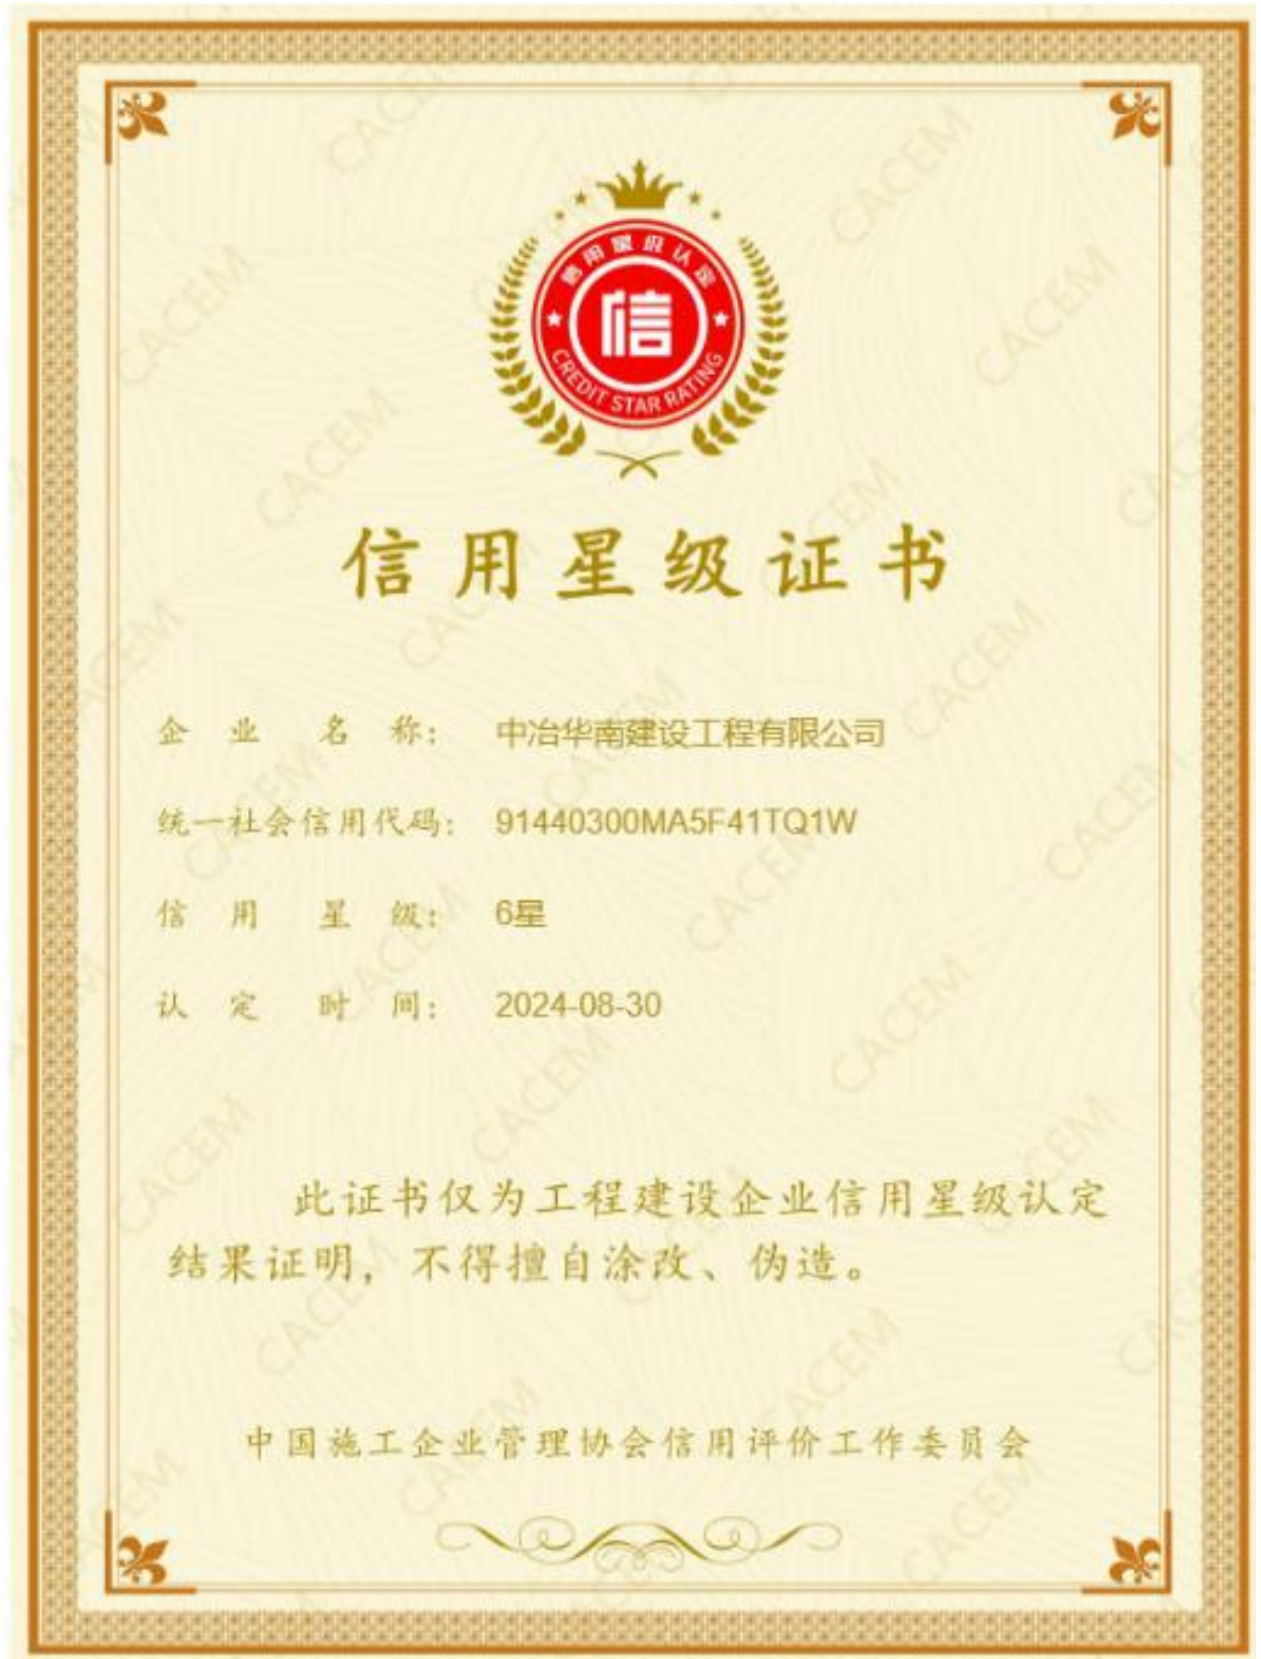 信用星级认定
信
CREDIT STAR RATING
信用星级证书
企业名称： 中冶华南建设工程有限公司
统一社会信用代码： 91440300MA5F41TQ1W
信用星级： 6星
认定时间： 2024-08-30
此证书仅为工程建设企业信用星级认定
结果证明，不得擅自涂改、伪造。
中国施工企业管理协会信用评价工作委员会
CACEM